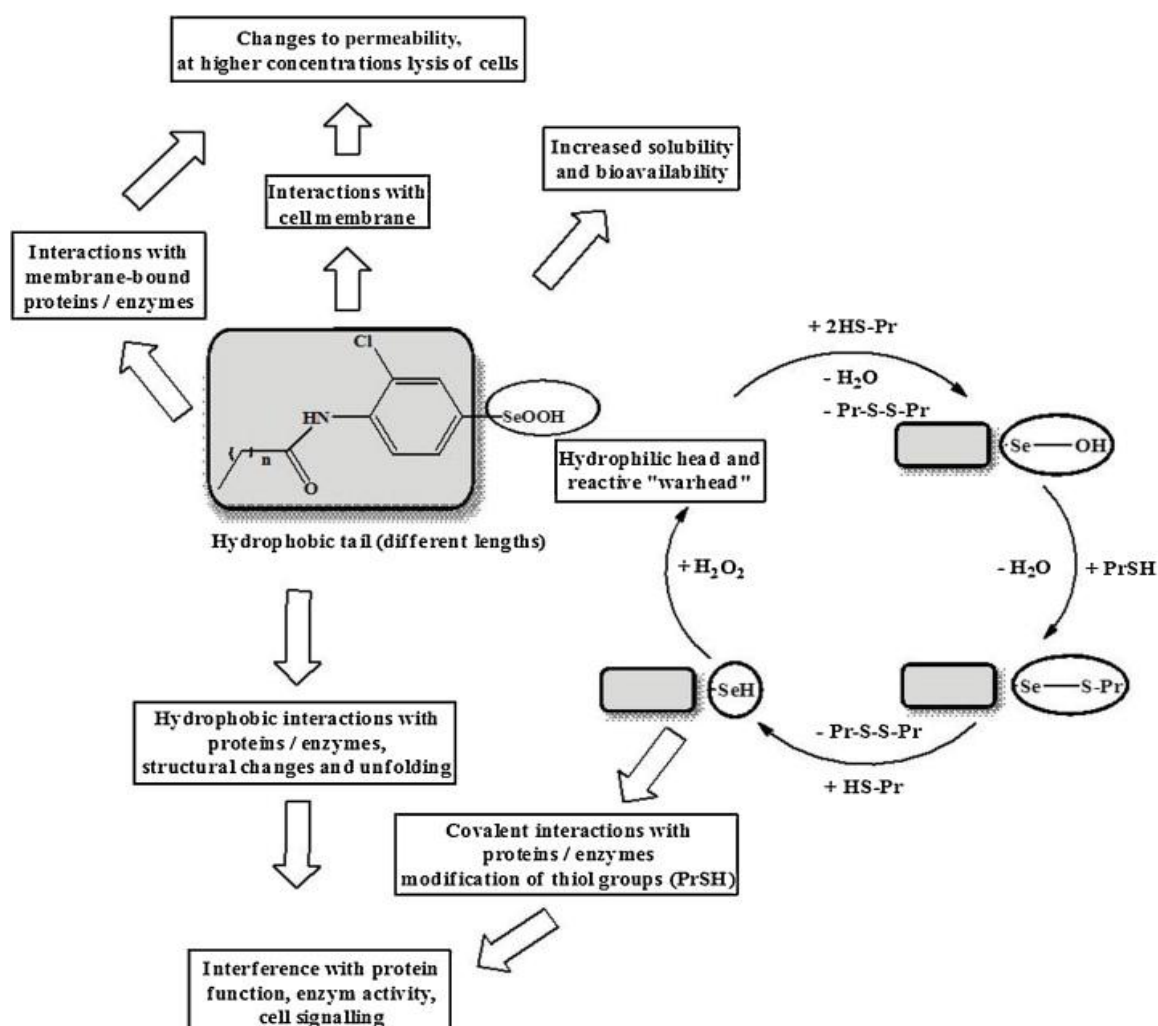 Changes to permeability,
at higher concentrations lysis of cells
Increased solubility
and bioavailability
Interactions with
cell membrane
Interactions with
membrane-bound
proteins / enzymes
Cl
HN
SeOOH
n
O
Hydrophobic tail (different lengths)
Hydrophilic head and
reactive "warhead"
+ 2HS-Pr
- H₂O
- Pr-S-S-Pr
Se OH
- H₂O
+ PrSH
Se S-Pr
- Pr-S-S-Pr
+ HS-Pr
SeH
+ H₂O₂
Hydrophobic interactions with
proteins / enzymes,
structural changes and unfolding
Covalent interactions with
proteins / enzymes
modification of thiol groups (PrSH)
Interference with protein
function, enzym activity,
cell signalling